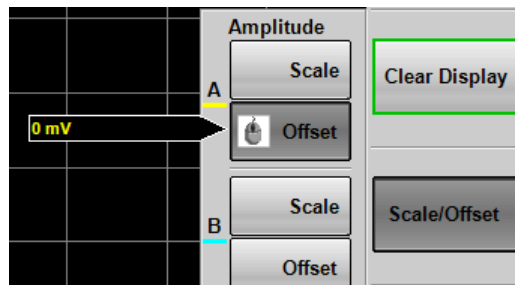 Amplitude
Scale
Clear Display
A
0 mV
Offset
Scale
Scale/Offset
B
Offset